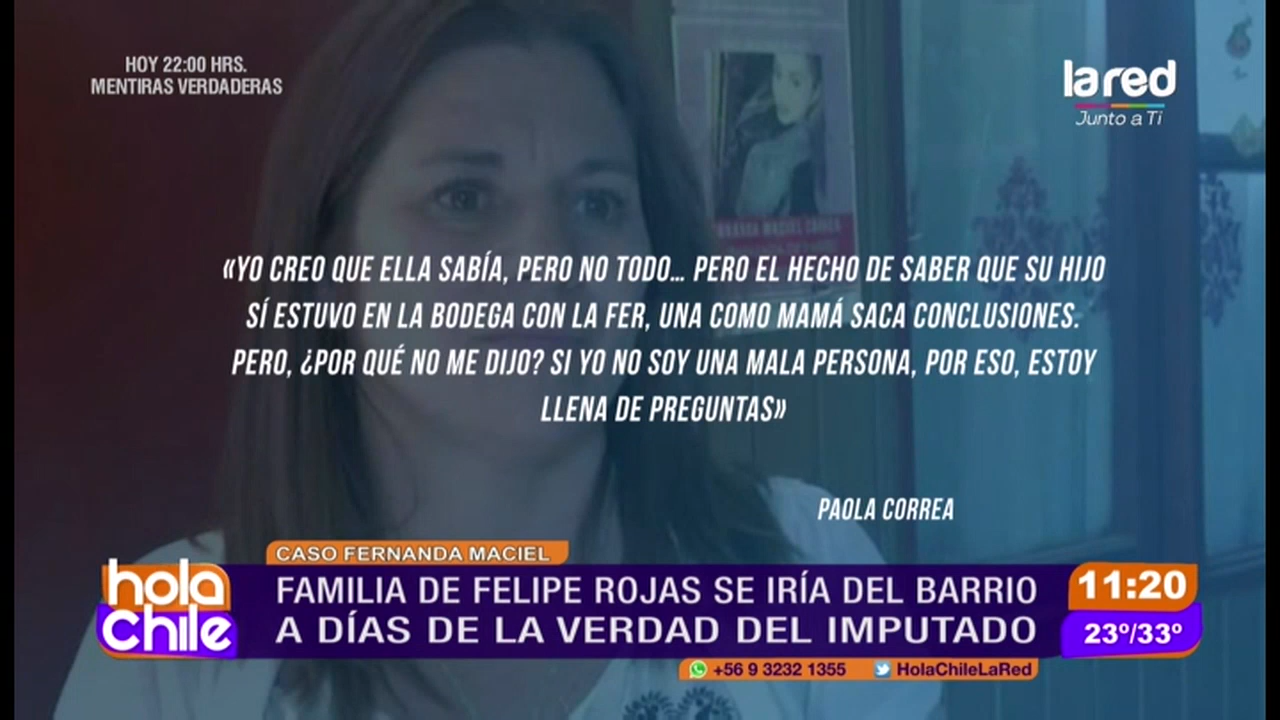 HOY 22:00 HRS.
MENTIRAS VERDADERAS
la red
Junto a Ti
«YO CREO QUE ELLA SABÍA, PERO NO TODO... PERO EL HECHO DE SABER QUE SU HIJO
SÍ ESTUVO EN LA BODEGA CON LA FER, UNA COMO MAMÁ SACA CONCLUSIONES.
PERO, ¿POR QUÉ NO ME DIJO? SI YO NO SOY UNA MALA PERSONA, POR ESO, ESTOY
LLENA DE PREGUNTAS»
PAOLA CORREA
CASO FERNANDA MACIEL
hola
chile
FAMILIA DE FELIPE ROJAS SE IRÍA DEL BARRIO
A DÍAS DE LA VERDAD DEL IMPUTADO
11:20
23º/33º
+56 9 3232 1355
HolaChileLaRed